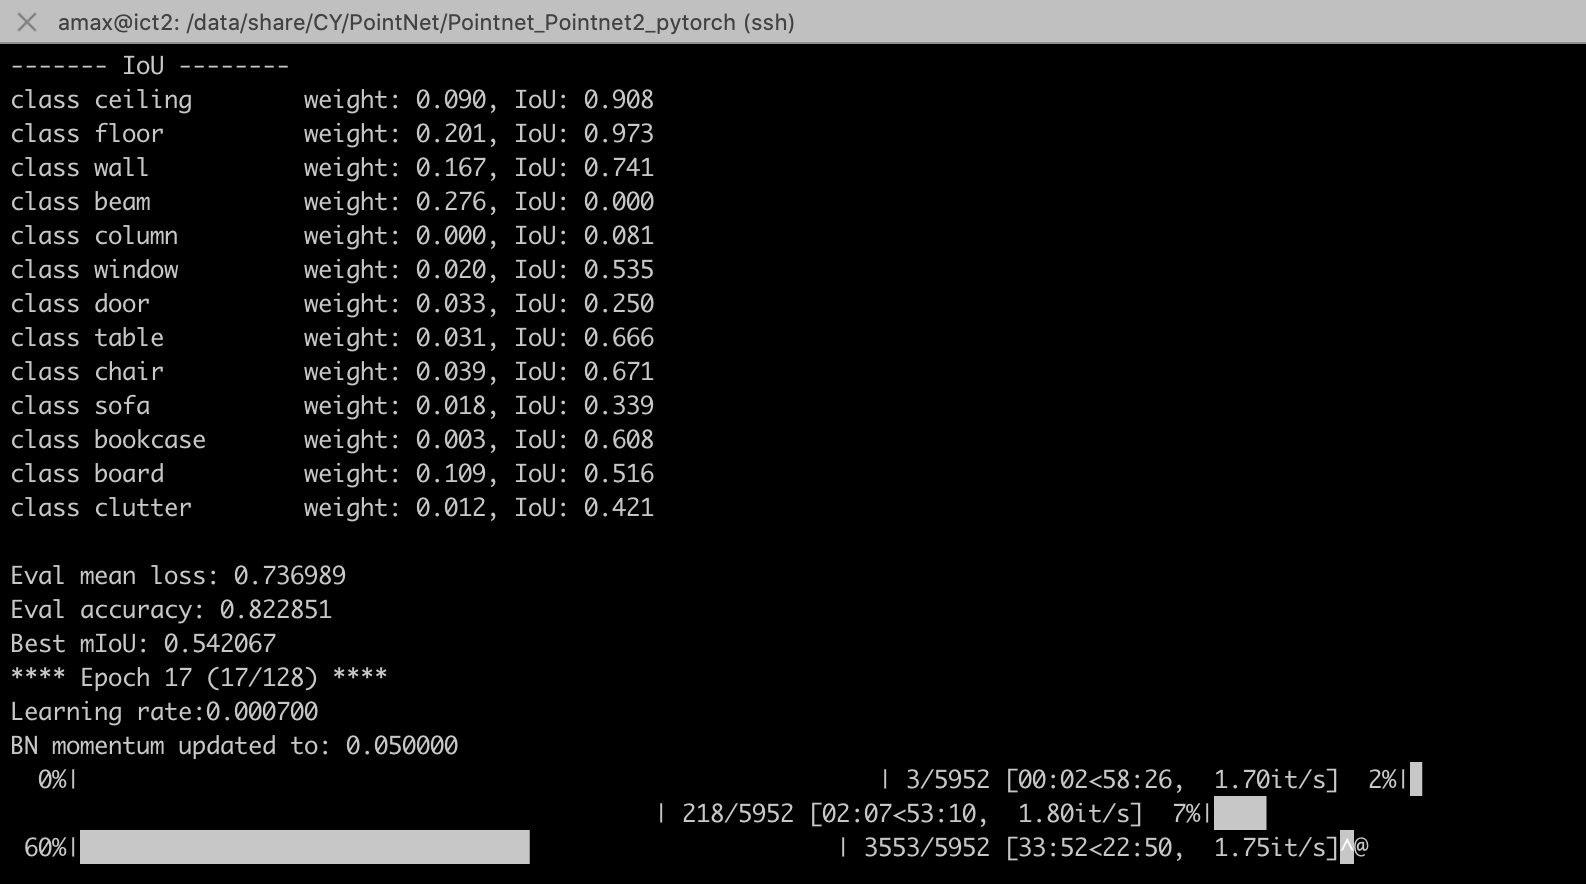 amax@ict2: /data/share/CY/PointNet/Pointnet_Pointnet2_pytorch (ssh)
------- IoU --------
class ceiling        weight: 0.090, IoU: 0.908
class floor          weight: 0.201, IoU: 0.973
class wall           weight: 0.167, IoU: 0.741
class beam           weight: 0.276, IoU: 0.000
class column         weight: 0.000, IoU: 0.081
class window         weight: 0.020, IoU: 0.535
class door           weight: 0.033, IoU: 0.250
class table          weight: 0.031, IoU: 0.666
class chair          weight: 0.039, IoU: 0.671
class sofa           weight: 0.018, IoU: 0.339
class bookcase       weight: 0.003, IoU: 0.608
class board          weight: 0.109, IoU: 0.516
class clutter        weight: 0.012, IoU: 0.421
Eval mean loss: 0.736989
Eval accuracy: 0.822851
Best mIoU: 0.542067
**** Epoch 17 (17/128) ****
Learning rate:0.000700
BN momentum updated to: 0.050000
0%| | 3/5952 [00:02<58:26,  1.70it/s]  2%|
| 218/5952 [02:07<53:10,  1.80it/s]  7%|
60%| | 3553/5952 [33:52<22:50,  1.75it/s]^@